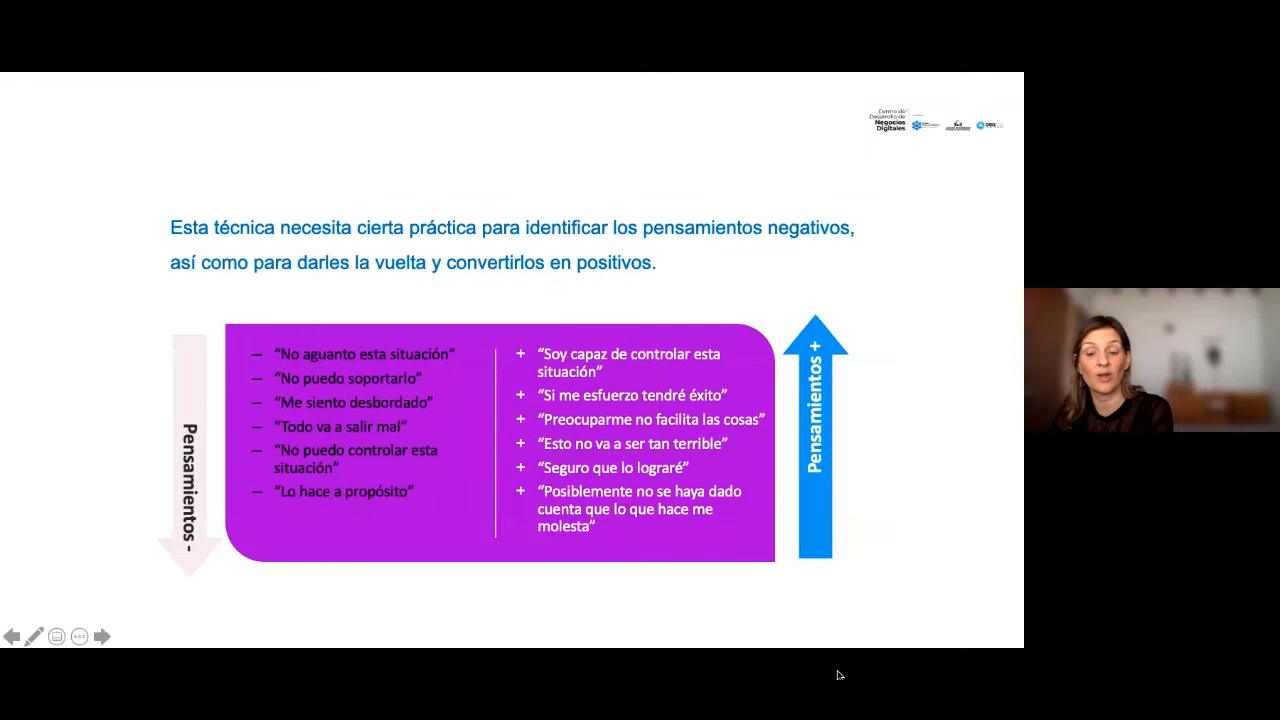 Centro de
Desarrollo de
Negocios
Digitales
Esta técnica necesita cierta práctica para identificar los pensamientos negativos,
así como para darles la vuelta y convertirlos en positivos.
Pensamientos -
– “No aguanto esta situación”
– “No puedo soportarlo”
– “Me siento desbordado”
– “Todo va a salir mal”
– “No puedo controlar esta
situación”
– “Lo hace a propósito”
+ “Soy capaz de controlar esta
situación”
+ “Si me esfuerzo tendré éxito”
+ “Preocuparme no facilita las cosas”
+ “Esto no va a ser tan terrible”
+ “Seguro que lo lograré”
+ “Posiblemente no se haya dado
cuenta que lo que hace me
molesta”
Pensamientos +